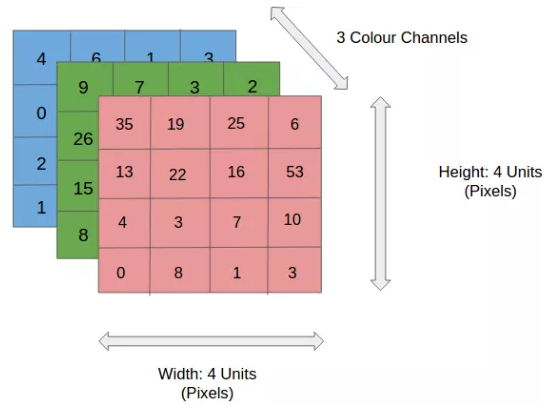 3 Colour Channels
4 6 1 3
9 7 3 2
0
35 19 25 6
26
13 22 16 53
2
15
4 3 7 10
1
8
0 8 1 3
Height: 4 Units
(Pixels)
Width: 4 Units
(Pixels)